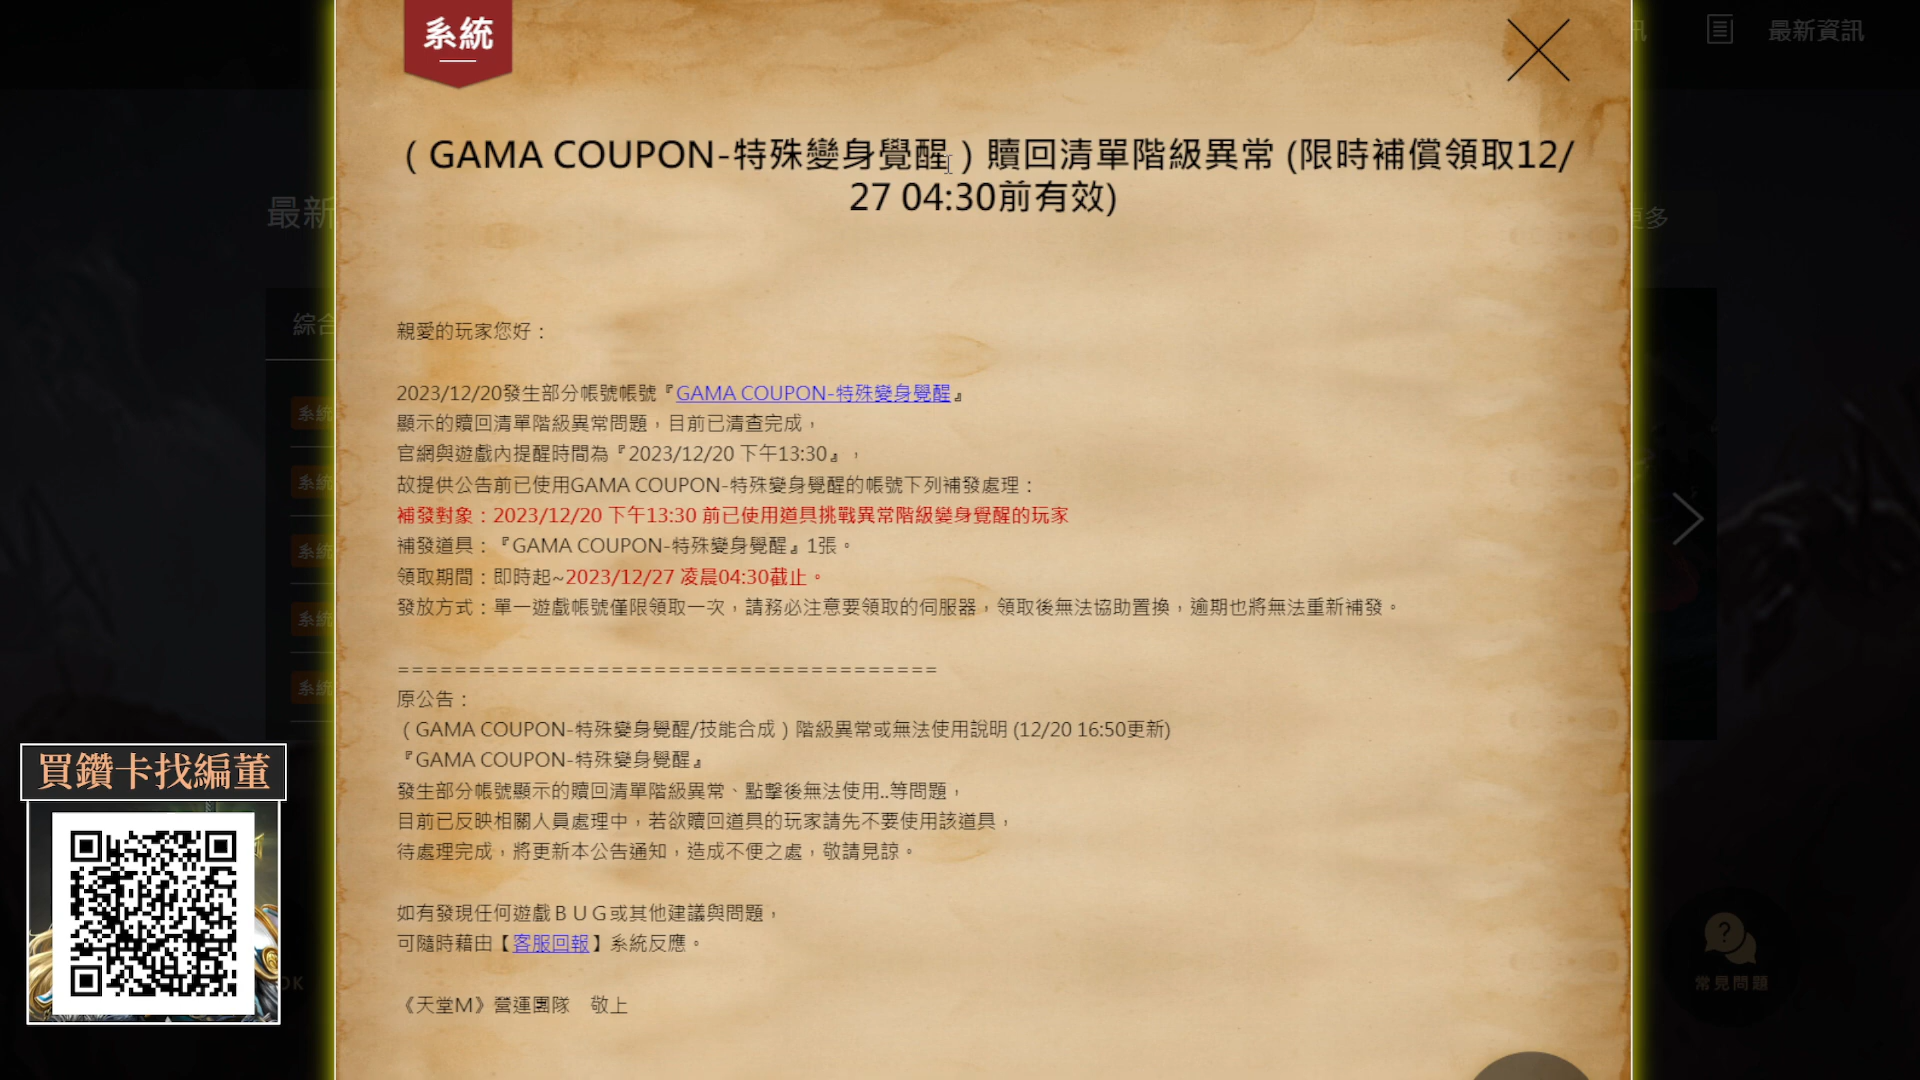 系統
訊
最新資訊
( GAMA COUPON-特殊變身覺醒 ) 贖回清單階級異常 (限時補償領取12/
27 04:30前有效)
最新
更多
綜合
親愛的玩家您好：
2023/12/20發生部分帳號帳號『GAMA COUPON-特殊變身覺醒』
顯示的贖回清單階級異常問題，目前已清查完成，
官網與遊戲內提醒時間為『2023/12/20 下午13:30』，
故提供公告前已使用GAMA COUPON-特殊變身覺醒的帳號下列補發處理：
補發對象：2023/12/20 下午13:30 前已使用道具挑戰異常階級變身覺醒的玩家
補發道具：『GAMA COUPON-特殊變身覺醒』1張。
領取期間：即時起~2023/12/27 凌晨04:30截止。
發放方式：單一遊戲帳號僅限領取一次，請務必注意要領取的伺服器，領取後無法協助置換，逾期也將無法重新補發。
======================================
原公告：
( GAMA COUPON-特殊變身覺醒/技能合成 ) 階級異常或無法使用說明 (12/20 16:50更新)
『GAMA COUPON-特殊變身覺醒』
發生部分帳號顯示的贖回清單階級異常、點擊後無法使用..等問題，
目前已反映相關人員處理中，若欲贖回道具的玩家請先不要使用該道具，
待處理完成，將更新本公告通知，造成不便之處，敬請見諒。
如有發現任何遊戲ＢＵＧ或其他建議與問題，
可隨時藉由【客服回報】系統反應。
《天堂M》營運團隊　敬上
系統
系統
系統
系統
系統
買鑽卡找編董
OK
常見問題